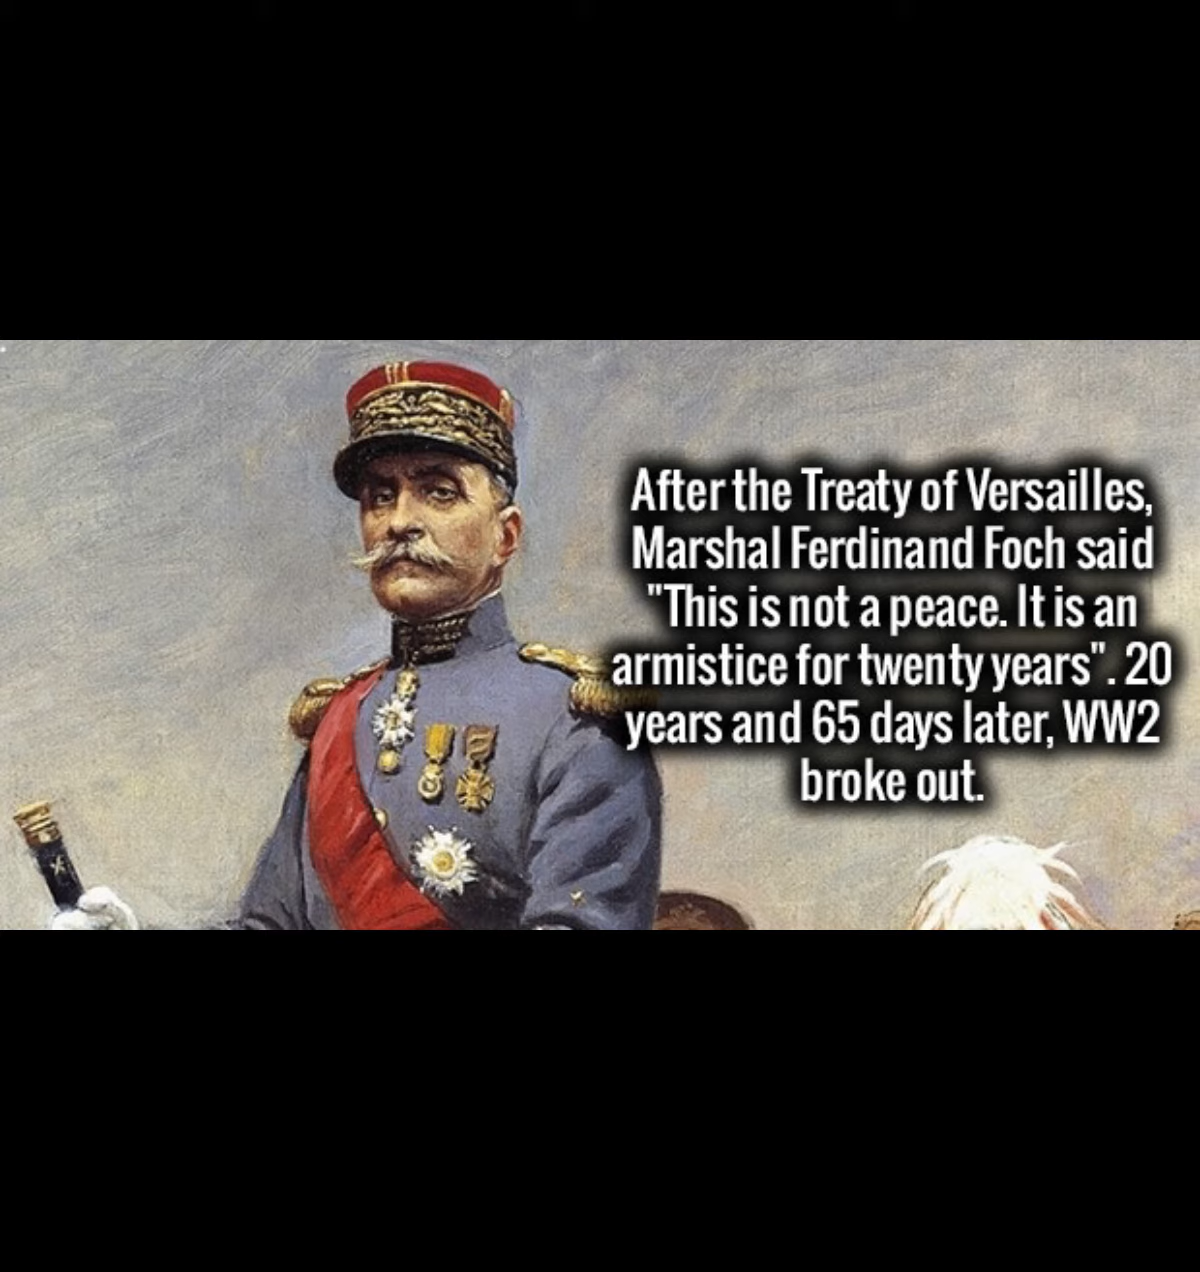 After the Treaty of Versailles,
Marshal Ferdinand Foch said
"This is not a peace. It is an
armistice for twenty years". 20
years and 65 days later, WW2
broke out.